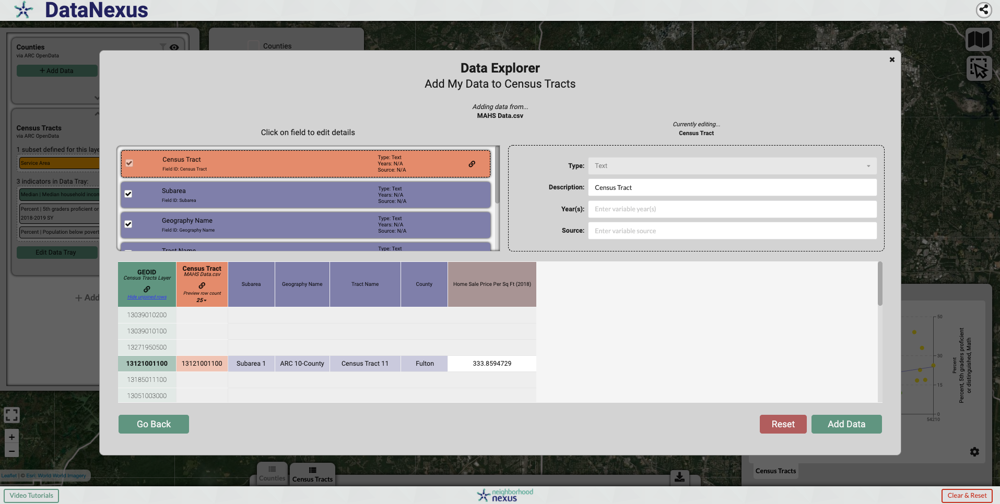 DataNexus
Counties
via ARC OpenData
+ Add Data
Census Tracts
via ARC OpenData
1 subset defined for this laye
Service Area
3 indicators in Data Tray:
Median | Median household incom
Percent | 5th graders proficient or
2018-2019 SY
Percent | Population below povert
Edit Data Tray
+ Add
Counties
Data Explorer
Add My Data to Census Tracts
Adding data from...
MAHS Data.csv
Click on field to edit details
Currently editing...
Census Tract
Census Tract
Field ID: Census Tract
Type: Text
Years: N/A
Source: N/A
Subarea
Field ID: Subarea
Type: Text
Years: N/A
Source: N/A
Geography Name
Field ID: Geography Name
Type: Text
Years: N/A
Source: N/A
Tract Name
Type: Text
Type: Text
Description: Census Tract
Year(s): Enter variable year(s)
Source: Enter variable source
GEOID
Census Tracts Layer
Hide unjoined rows
Census Tract
MAHS Data.csv
Preview row count
25
Subarea
Geography Name
Tract Name
County
Home Sale Price Per Sq Ft (2018)
13039010200
13039010100
13271950500
13121001100 13121001100 Subarea 1 ARC 10-County Census Tract 11 Fulton 333.8594729
13185011100
13051003000
Go Back
Reset
Add Data
50
30
15
0
54210
Percent
Percent, 5th graders proficient
or distinguished, Math
Census Tracts
+
−
Leaflet | © Esri: World World Imagery
Counties
Census Tracts
Video Tutorials
neighborhood
nexus
Clear & Reset